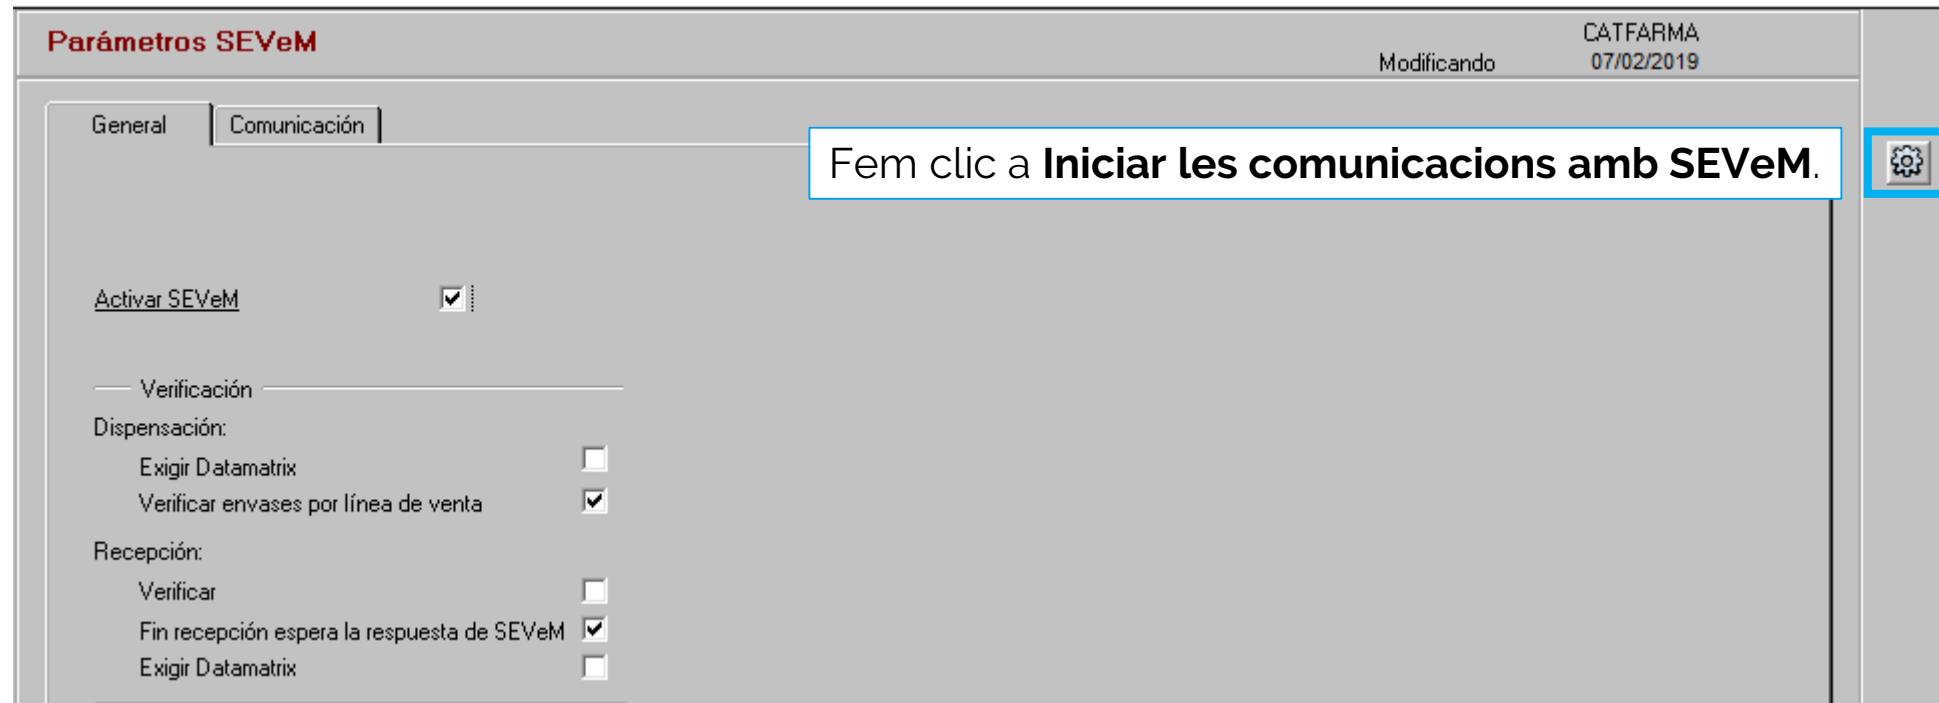 Parámetros SEVeM
CATFARMA
Modificando 07/02/2019
General Comunicación
Fem clic a Iniciar les comunicacions amb SEVeM.
Activar SEVeM
Verificación
Dispensación:
Exigir Datamatrix
Verificar envases por línea de venta
Recepción:
Verificar
Fin recepción espera la respuesta de SEVeM
Exigir Datamatrix